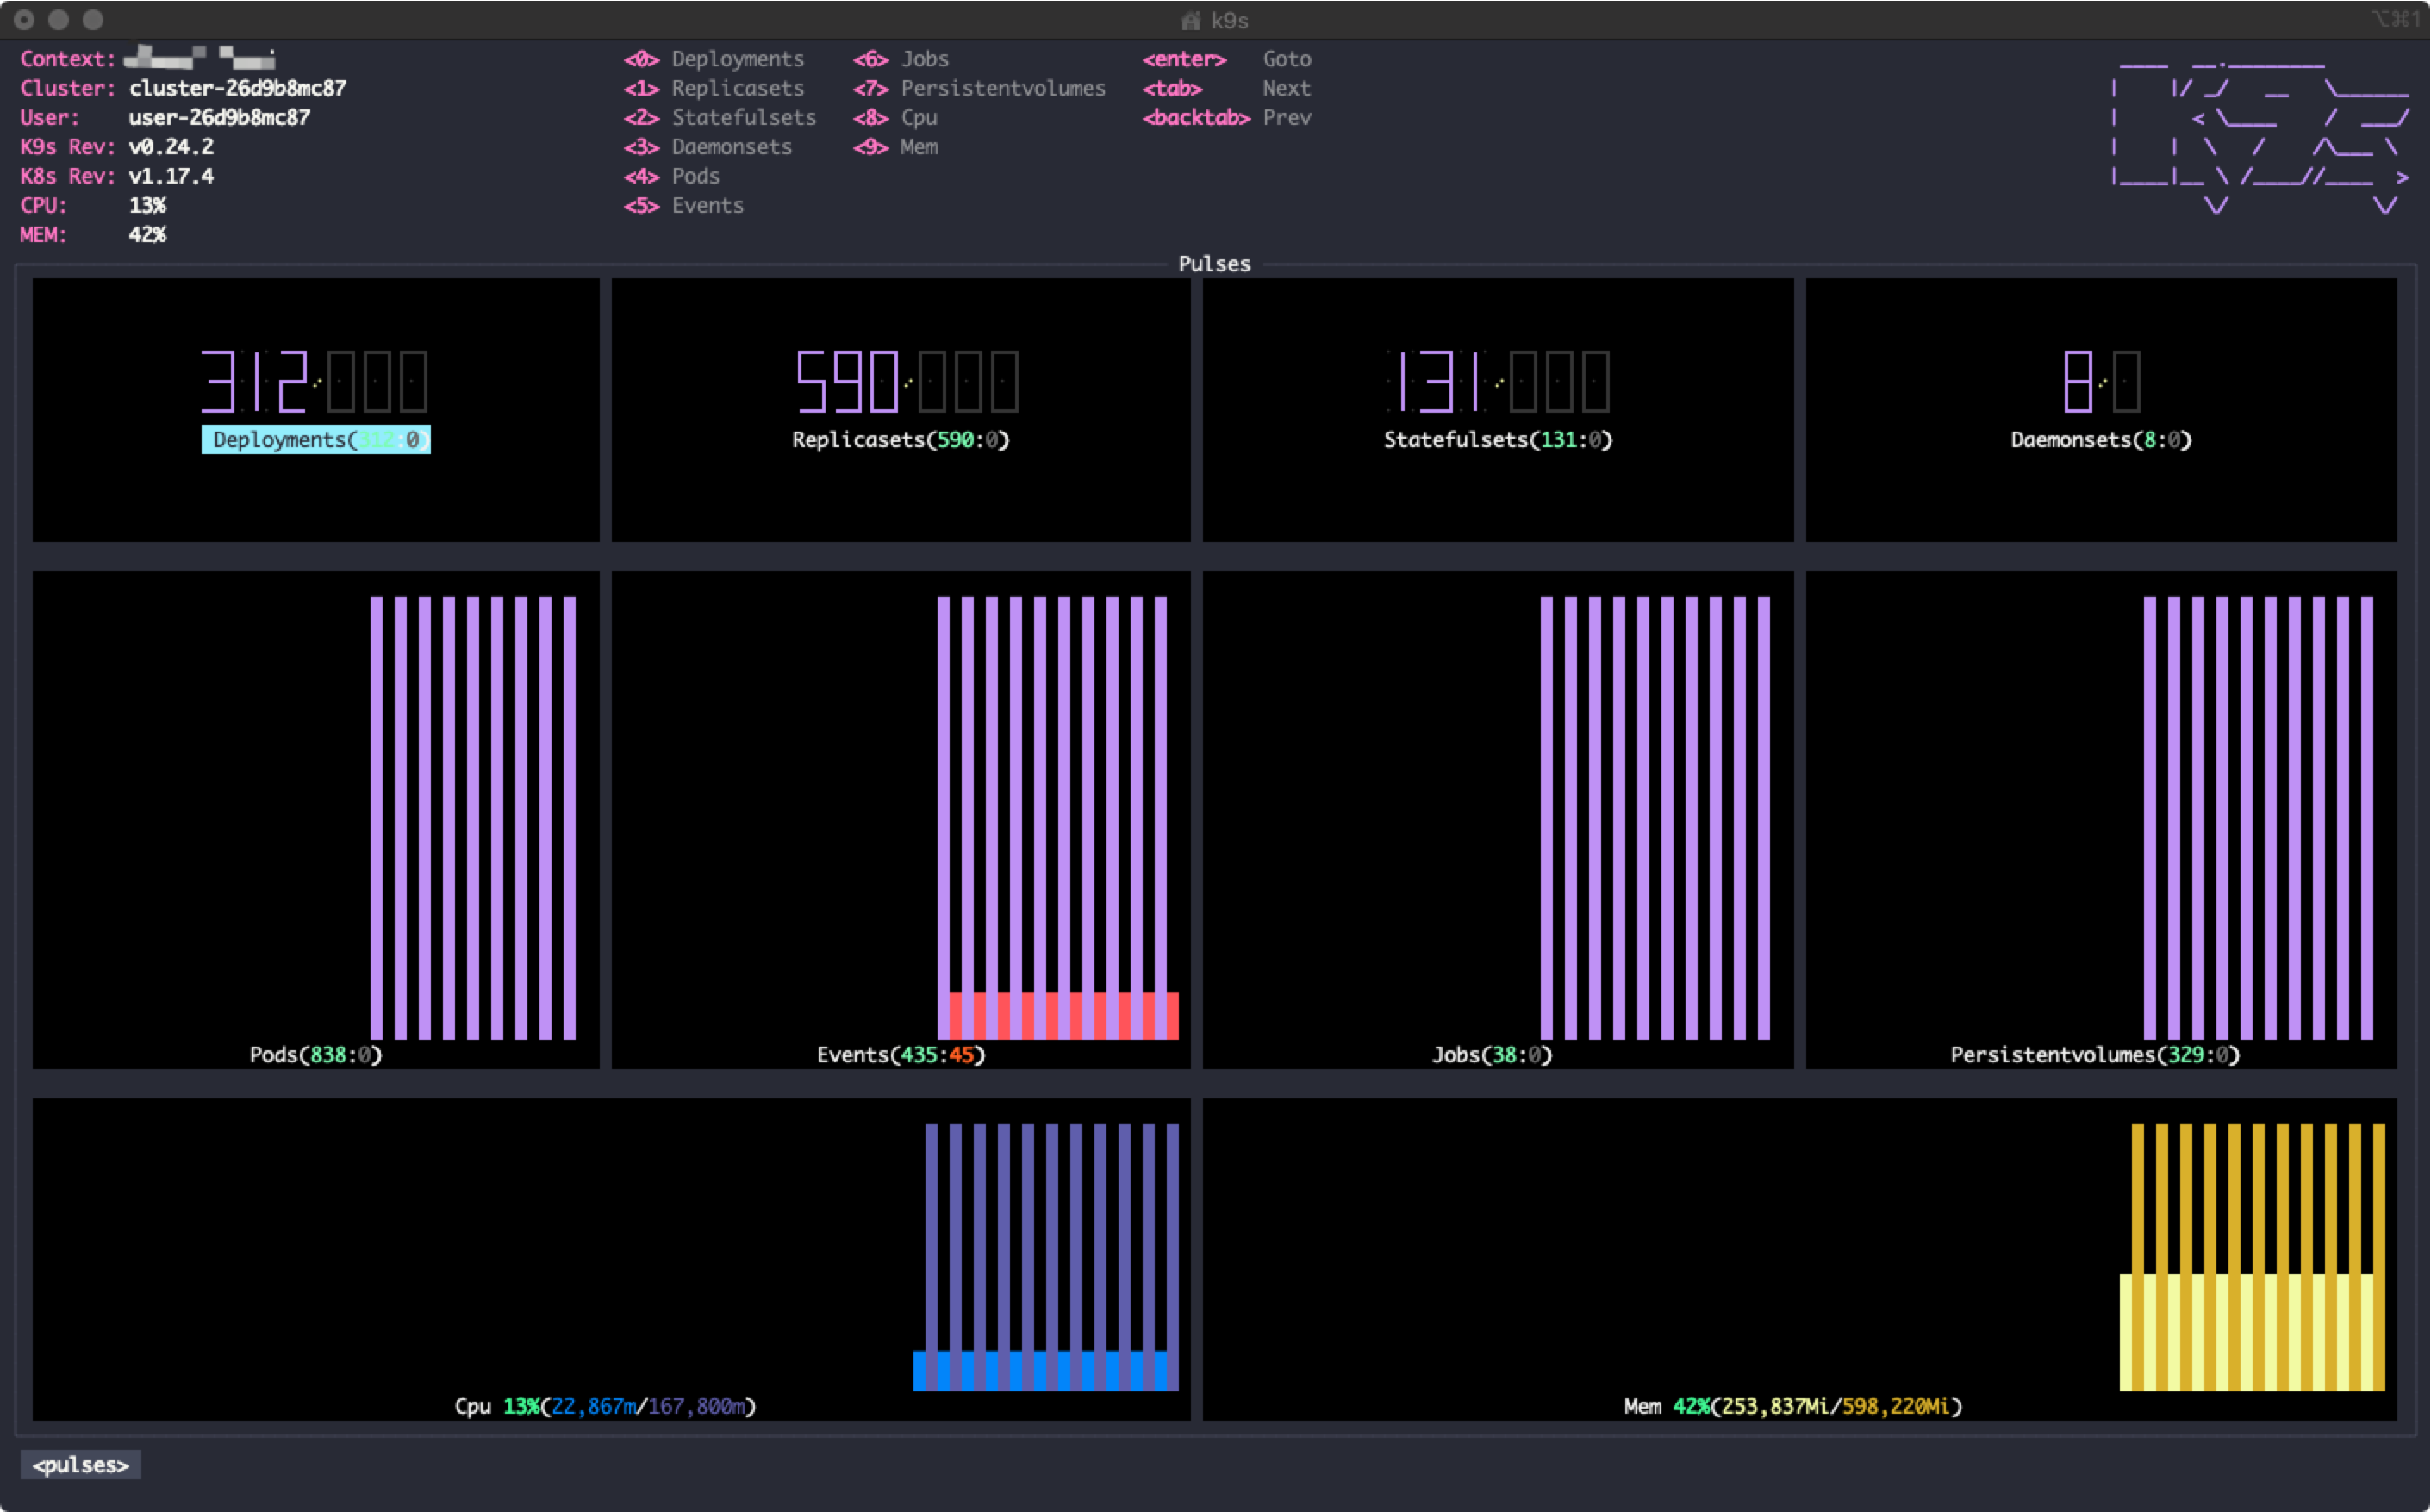 k9s
⌥⌘1
Context:
Cluster: cluster-26d9b8mc87
User: user-26d9b8mc87
K9s Rev: v0.24.2
K8s Rev: v1.17.4
CPU: 13%
MEM: 42%
<0> Deployments
<1> Replicasets
<2> Statefulsets
<3> Daemonsets
<4> Pods
<5> Events
<6> Jobs
<7> Persistentvolumes
<8> Cpu
<9> Mem
<enter> Goto
<tab> Next
<backtab> Prev
Pulses
312 000
Deployments(312:0)
590 000
Replicasets(590:0)
131 000
Statefulsets(131:0)
8 0
Daemonsets(8:0)
Pods(838:0)
Events(435:45)
Jobs(38:0)
Persistentvolumes(329:0)
Cpu 13%(22,867m/167,800m)
Mem 42%(253,837Mi/598,220Mi)
<pulses>